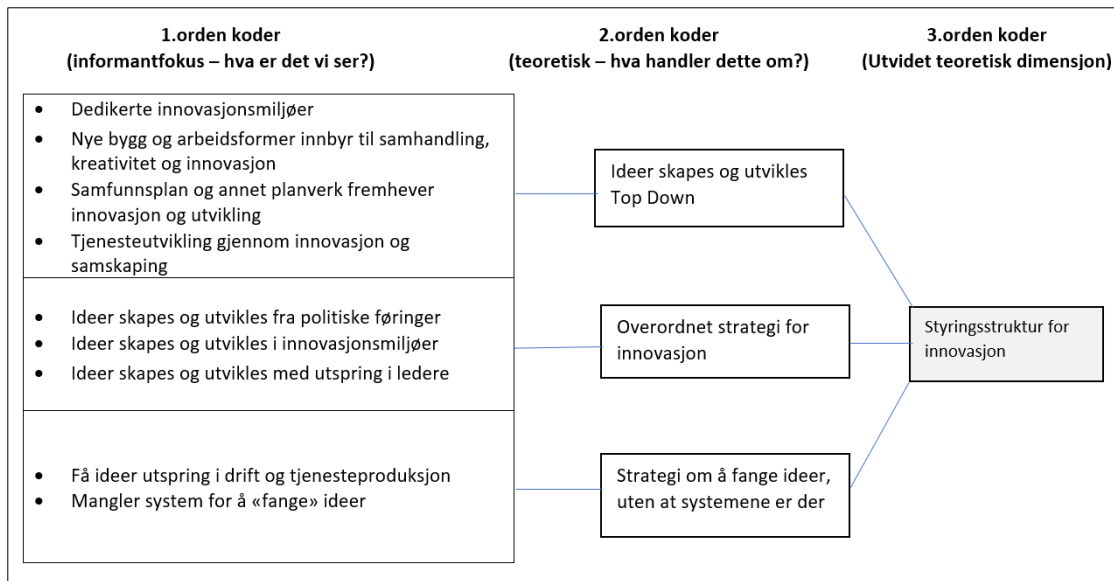 1.orden koder
(informantfokus – hva er det vi ser?)
2.orden koder
(teoretisk – hva handler dette om?)
3.orden koder
(Utvidet teoretisk dimensjon)
• Dedikerte innovasjonsmiljøer
• Nye bygg og arbeidsformer innbyr til samhandling,
kreativitet og innovasjon
• Samfunnsplan og annet planverk fremhever
innovasjon og utvikling
• Tjenesteutvikling gjennom innovasjon og
samskaping
Ideer skapes og utvikles
Top Down
• Ideer skapes og utvikles fra politiske føringer
• Ideer skapes og utvikles i innovasjonsmiljøer
• Ideer skapes og utvikles med utspring i ledere
Overordnet strategi for
innovasjon
Styringsstruktur for
innovasjon
• Få ideer utspring i drift og tjenesteproduksjon
• Mangler system for å «fange» ideer
Strategi om å fange ideer,
uten at systemene er der